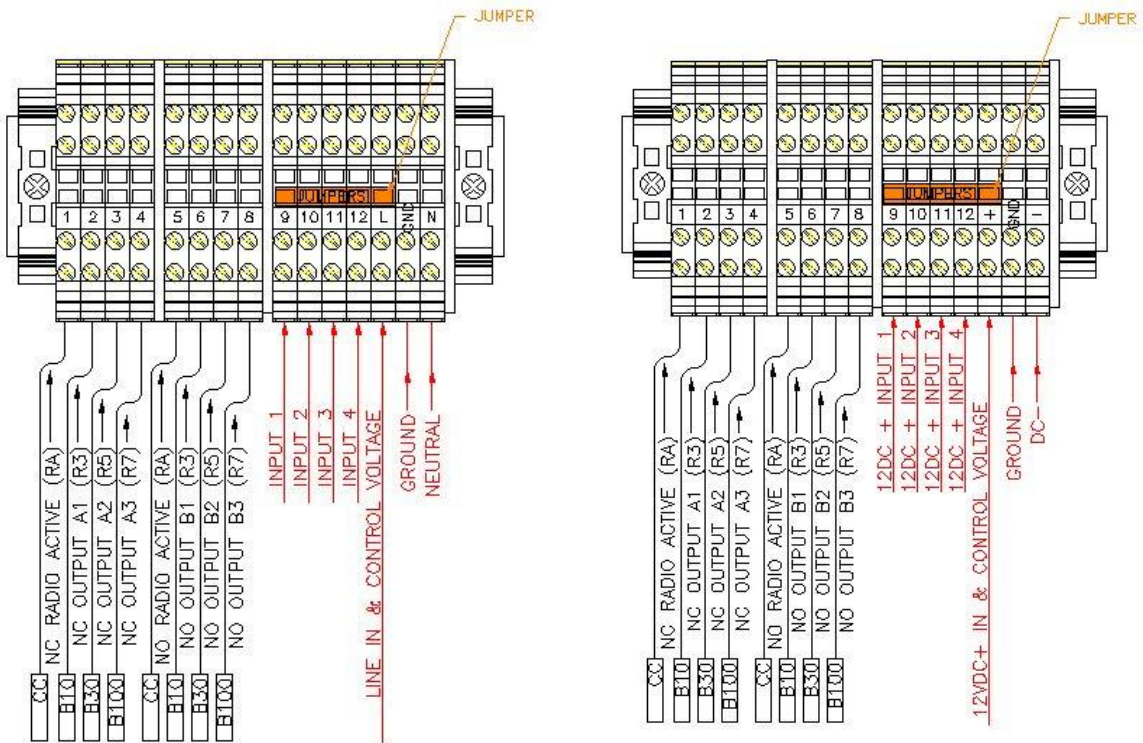 JUMPER
JUMPERS
1 2 3 4 5 6 7 8 9 10 11 12 L GND N
NC RADIO ACTIVE (RA)
NC OUTPUT A1 (R3)
NC OUTPUT A2 (R5)
NC OUTPUT A3 (R7)
NO RADIO ACTIVE (RA)
NO OUTPUT B1 (R3)
NO OUTPUT B2 (R5)
NO OUTPUT B3 (R7)
INPUT 1
INPUT 2
INPUT 3
INPUT 4
LINE IN & CONTROL VOLTAGE
GROUND
NEUTRAL
CC
B10
B30
B100
CC
B10
B30
B100
JUMPER
JUMPERS
1 2 3 4 5 6 7 8 9 10 11 12 + GND -
NC RADIO ACTIVE (RA)
NC OUTPUT A1 (R3)
NC OUTPUT A2 (R5)
NC OUTPUT A3 (R7)
NO RADIO ACTIVE (RA)
NO OUTPUT B1 (R3)
NO OUTPUT B2 (R5)
NO OUTPUT B3 (R7)
12DC + INPUT 1
12DC + INPUT 2
12DC + INPUT 3
12DC + INPUT 4
12VDC+ IN & CONTROL VOLTAGE
GROUND
DC-
CC
B10
B30
B100
CC
B10
B30
B100